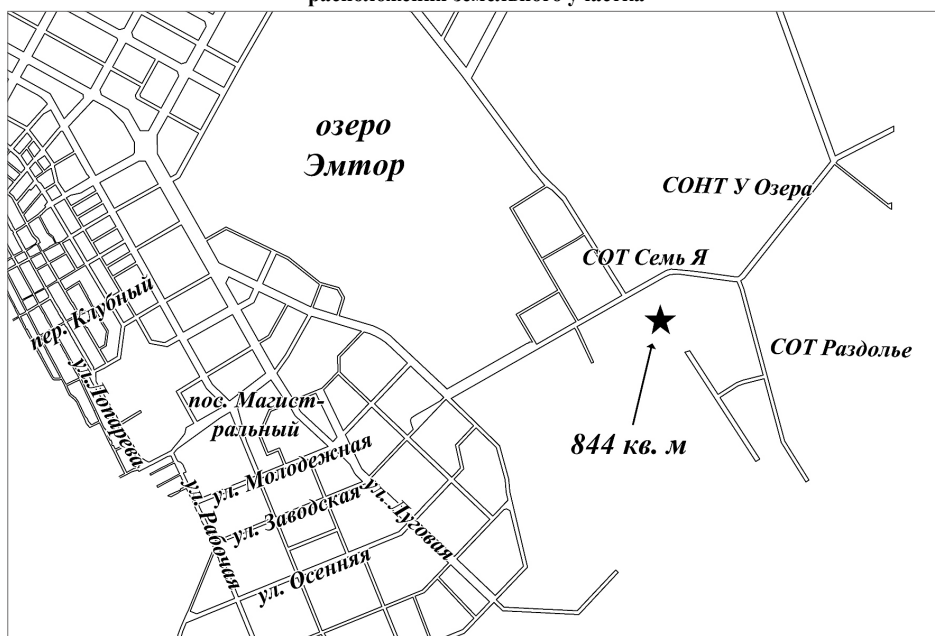 расположения земельного участка
озеро
Эмтор
СОНТ У Озера
СОТ Семь Я
пер. Клубный
СОТ Раздолье
ул.Лопарева
пос. Магист-
ральный
844 кв. м
ул. Молодежная
ул. Заводская
ул. Рабочая
ул. Луговая
ул. Осенняя